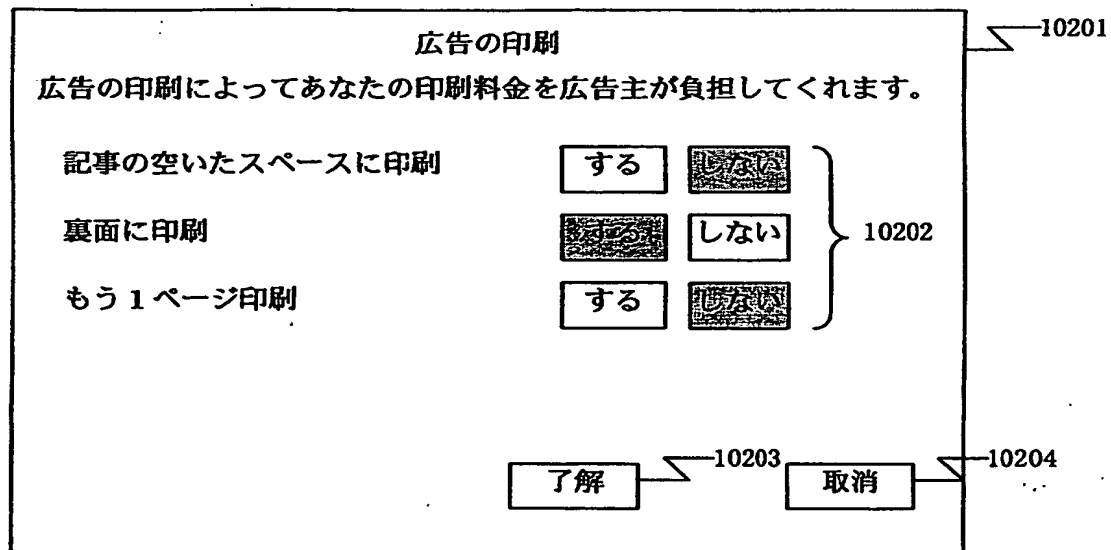 広告の印刷
10201
広告の印刷によってあなたの印刷料金を広告主が負担してくれます。
記事の空いたスペースに印刷 する しない
裏面に印刷 する しない 10202
もう1ページ印刷 する しない
了解 10203 取消 10204